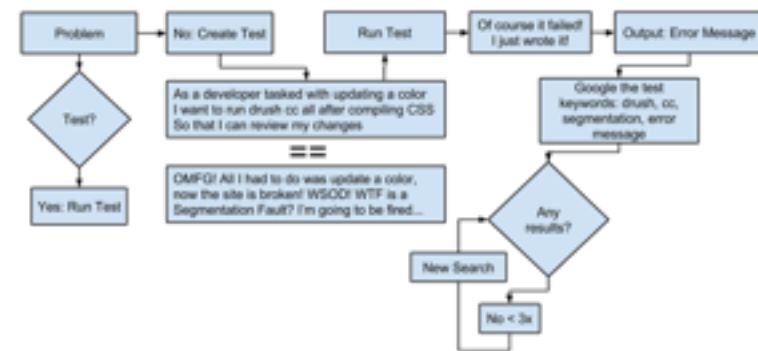 Problem
No: Create Test
Run Test
Of course it failed!
I just wrote it!
Output: Error Message
As a developer tasked with updating a color
I want to run drush cc all after compiling CSS
So that I can review my changes
Google the test
keywords: drush, cc,
segmentation, error
message
Test?
==
OMFG! All I had to do was update a color,
now the site is broken! WSOD! WTF is a
Segmentation Fault? I'm going to be fired...
Yes: Run Test
Any
results?
New Search
No < 3x